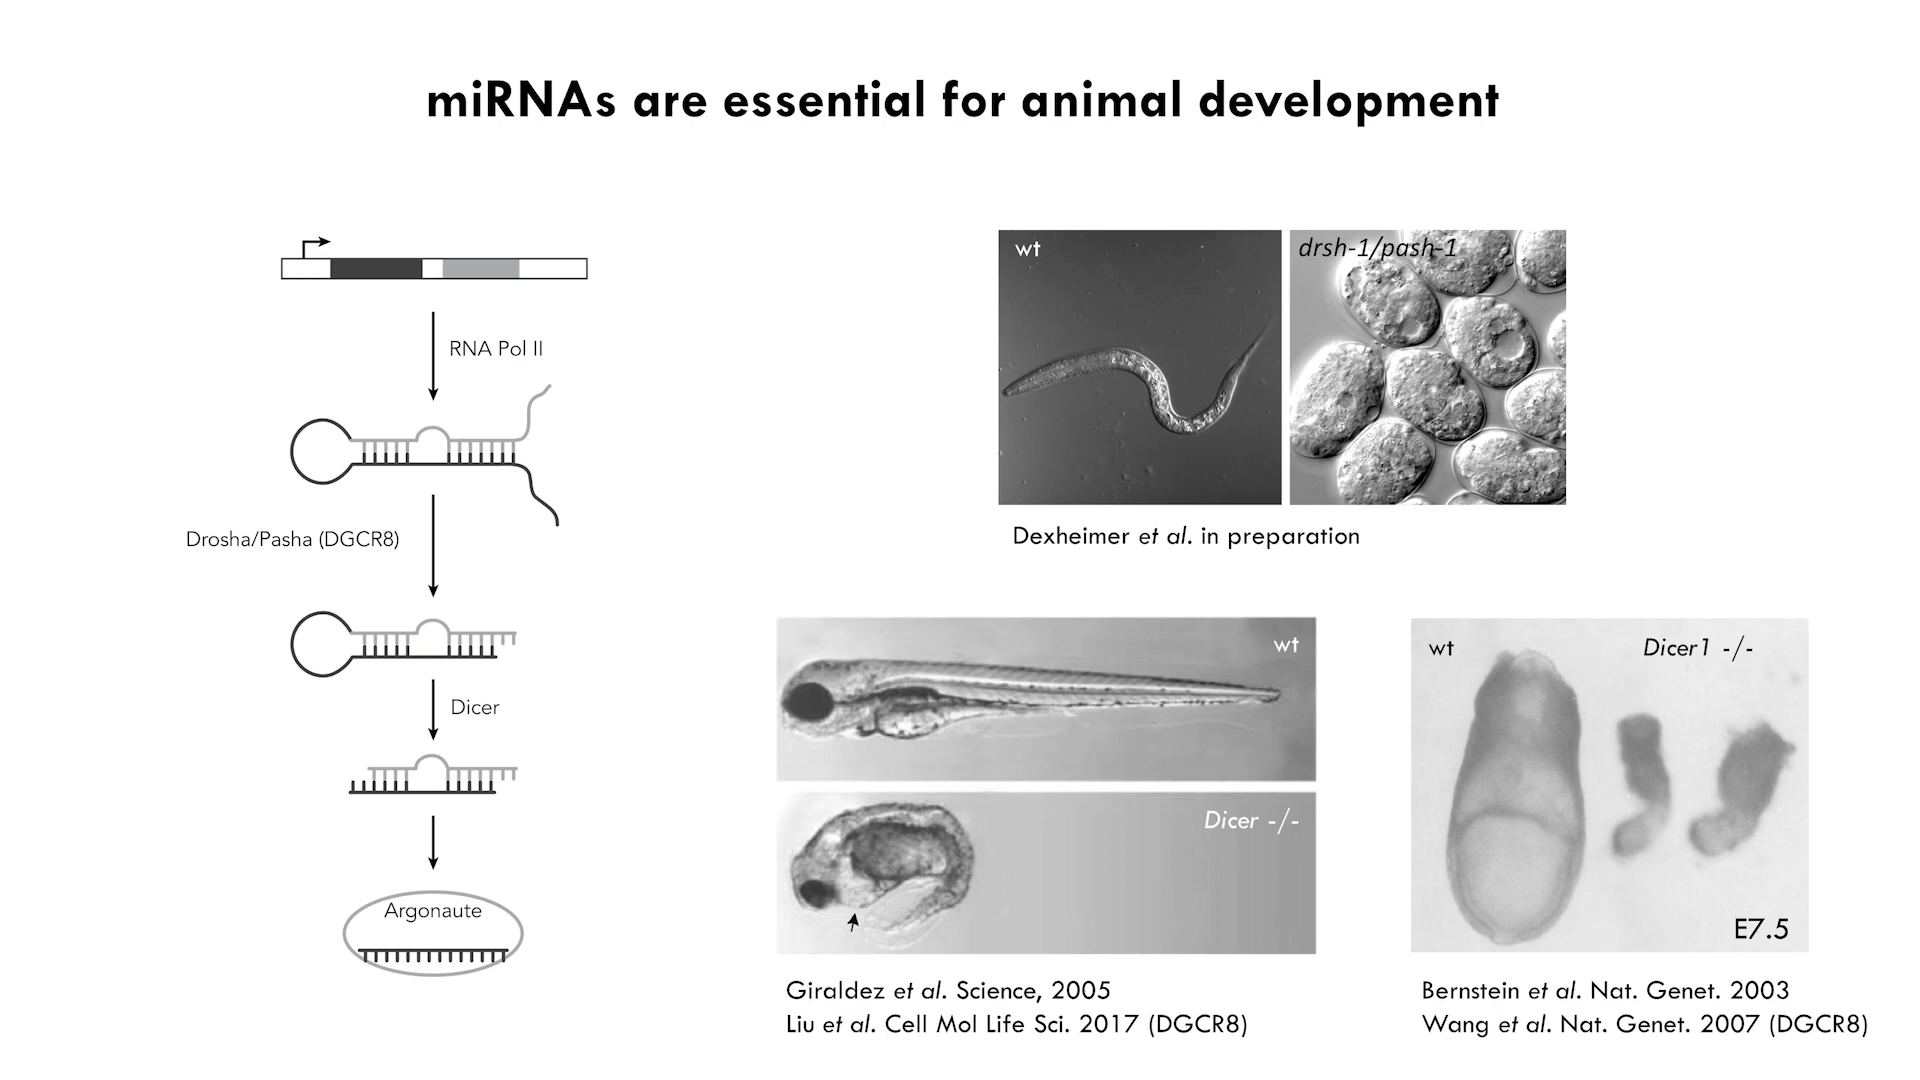 miRNAs are essential for animal development
RNA Pol II
Drosha/Pasha (DGCR8)
Dicer
Argonaute
wt
drsh-1/pash-1
Dexheimer et al. in preparation
wt
Dicer -/-
Giraldez et al. Science, 2005
Liu et al. Cell Mol Life Sci. 2017 (DGCR8)
wt
Dicer1 -/-
E7.5
Bernstein et al. Nat. Genet. 2003
Wang et al. Nat. Genet. 2007 (DGCR8)